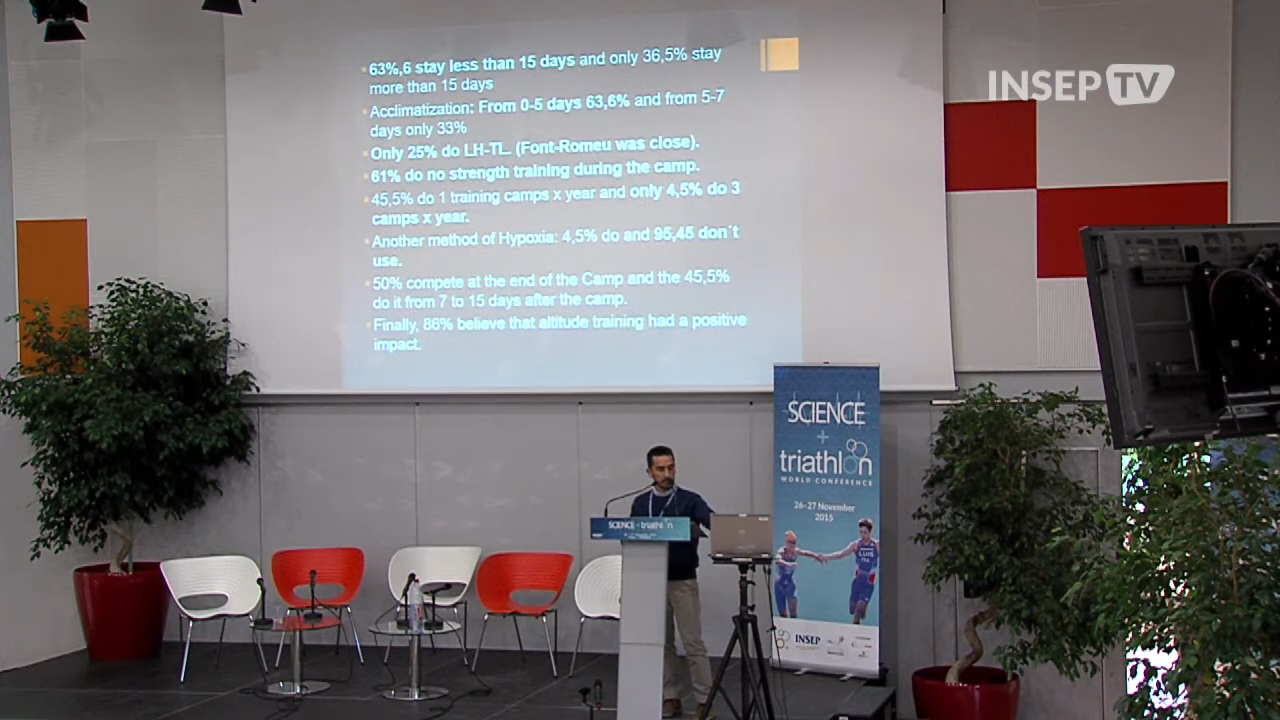 63%,6 stay less than 15 days and only 36,5% stay
more than 15 days
Acclimatization: From 0-5 days 63,6% and from 5-7
days only 33%
Only 25% do LH-TL. (Font-Romeu was close).
61% do no strength training during the camp.
45,5% do 1 training camps x year and only 4,5% do 3
camps x year.
Another method of Hypoxia: 4,5% do and 95,45 don´t
use.
50% compete at the end of the Camp and the 45,5%
do it from 7 to 15 days after the camp.
Finally, 86% believe that altitude training had a positive
impact.
INSEP TV
SCIENCE
+
triathlon
WORLD CONFERENCE
26-27 November
2015
LUIS
INSEP
SCIENCE + triathlon